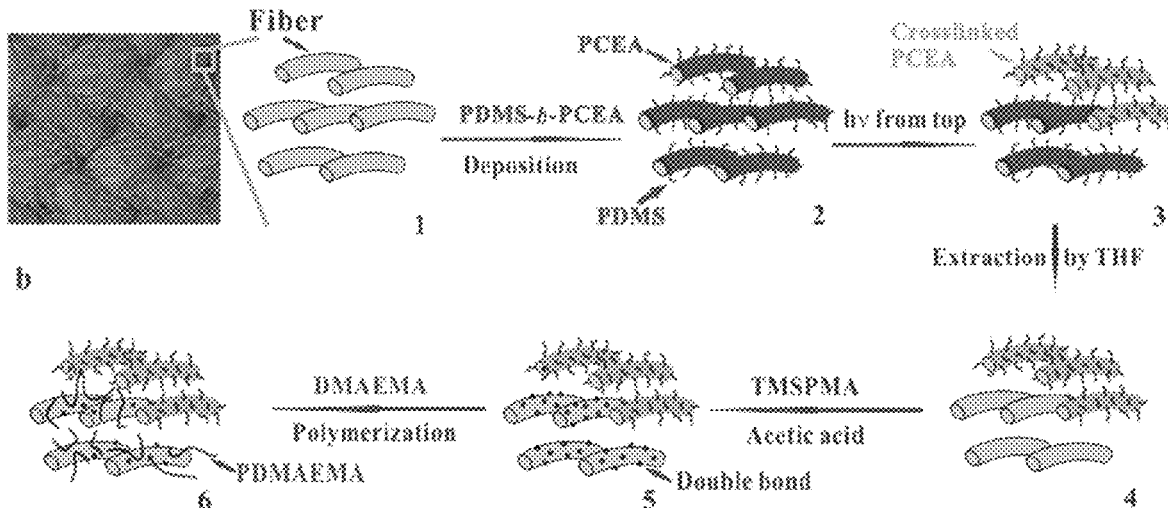 Fiber
PCEA
Crosslinked
PCEA
PDMS-b-PCEA
Deposition
hν from top
PDMS
1
2
3
Extraction by THF
b
DMAEMA
Polymerization
TMSPMA
Acetic acid
PDMAEMA
Double bond
6
5
4